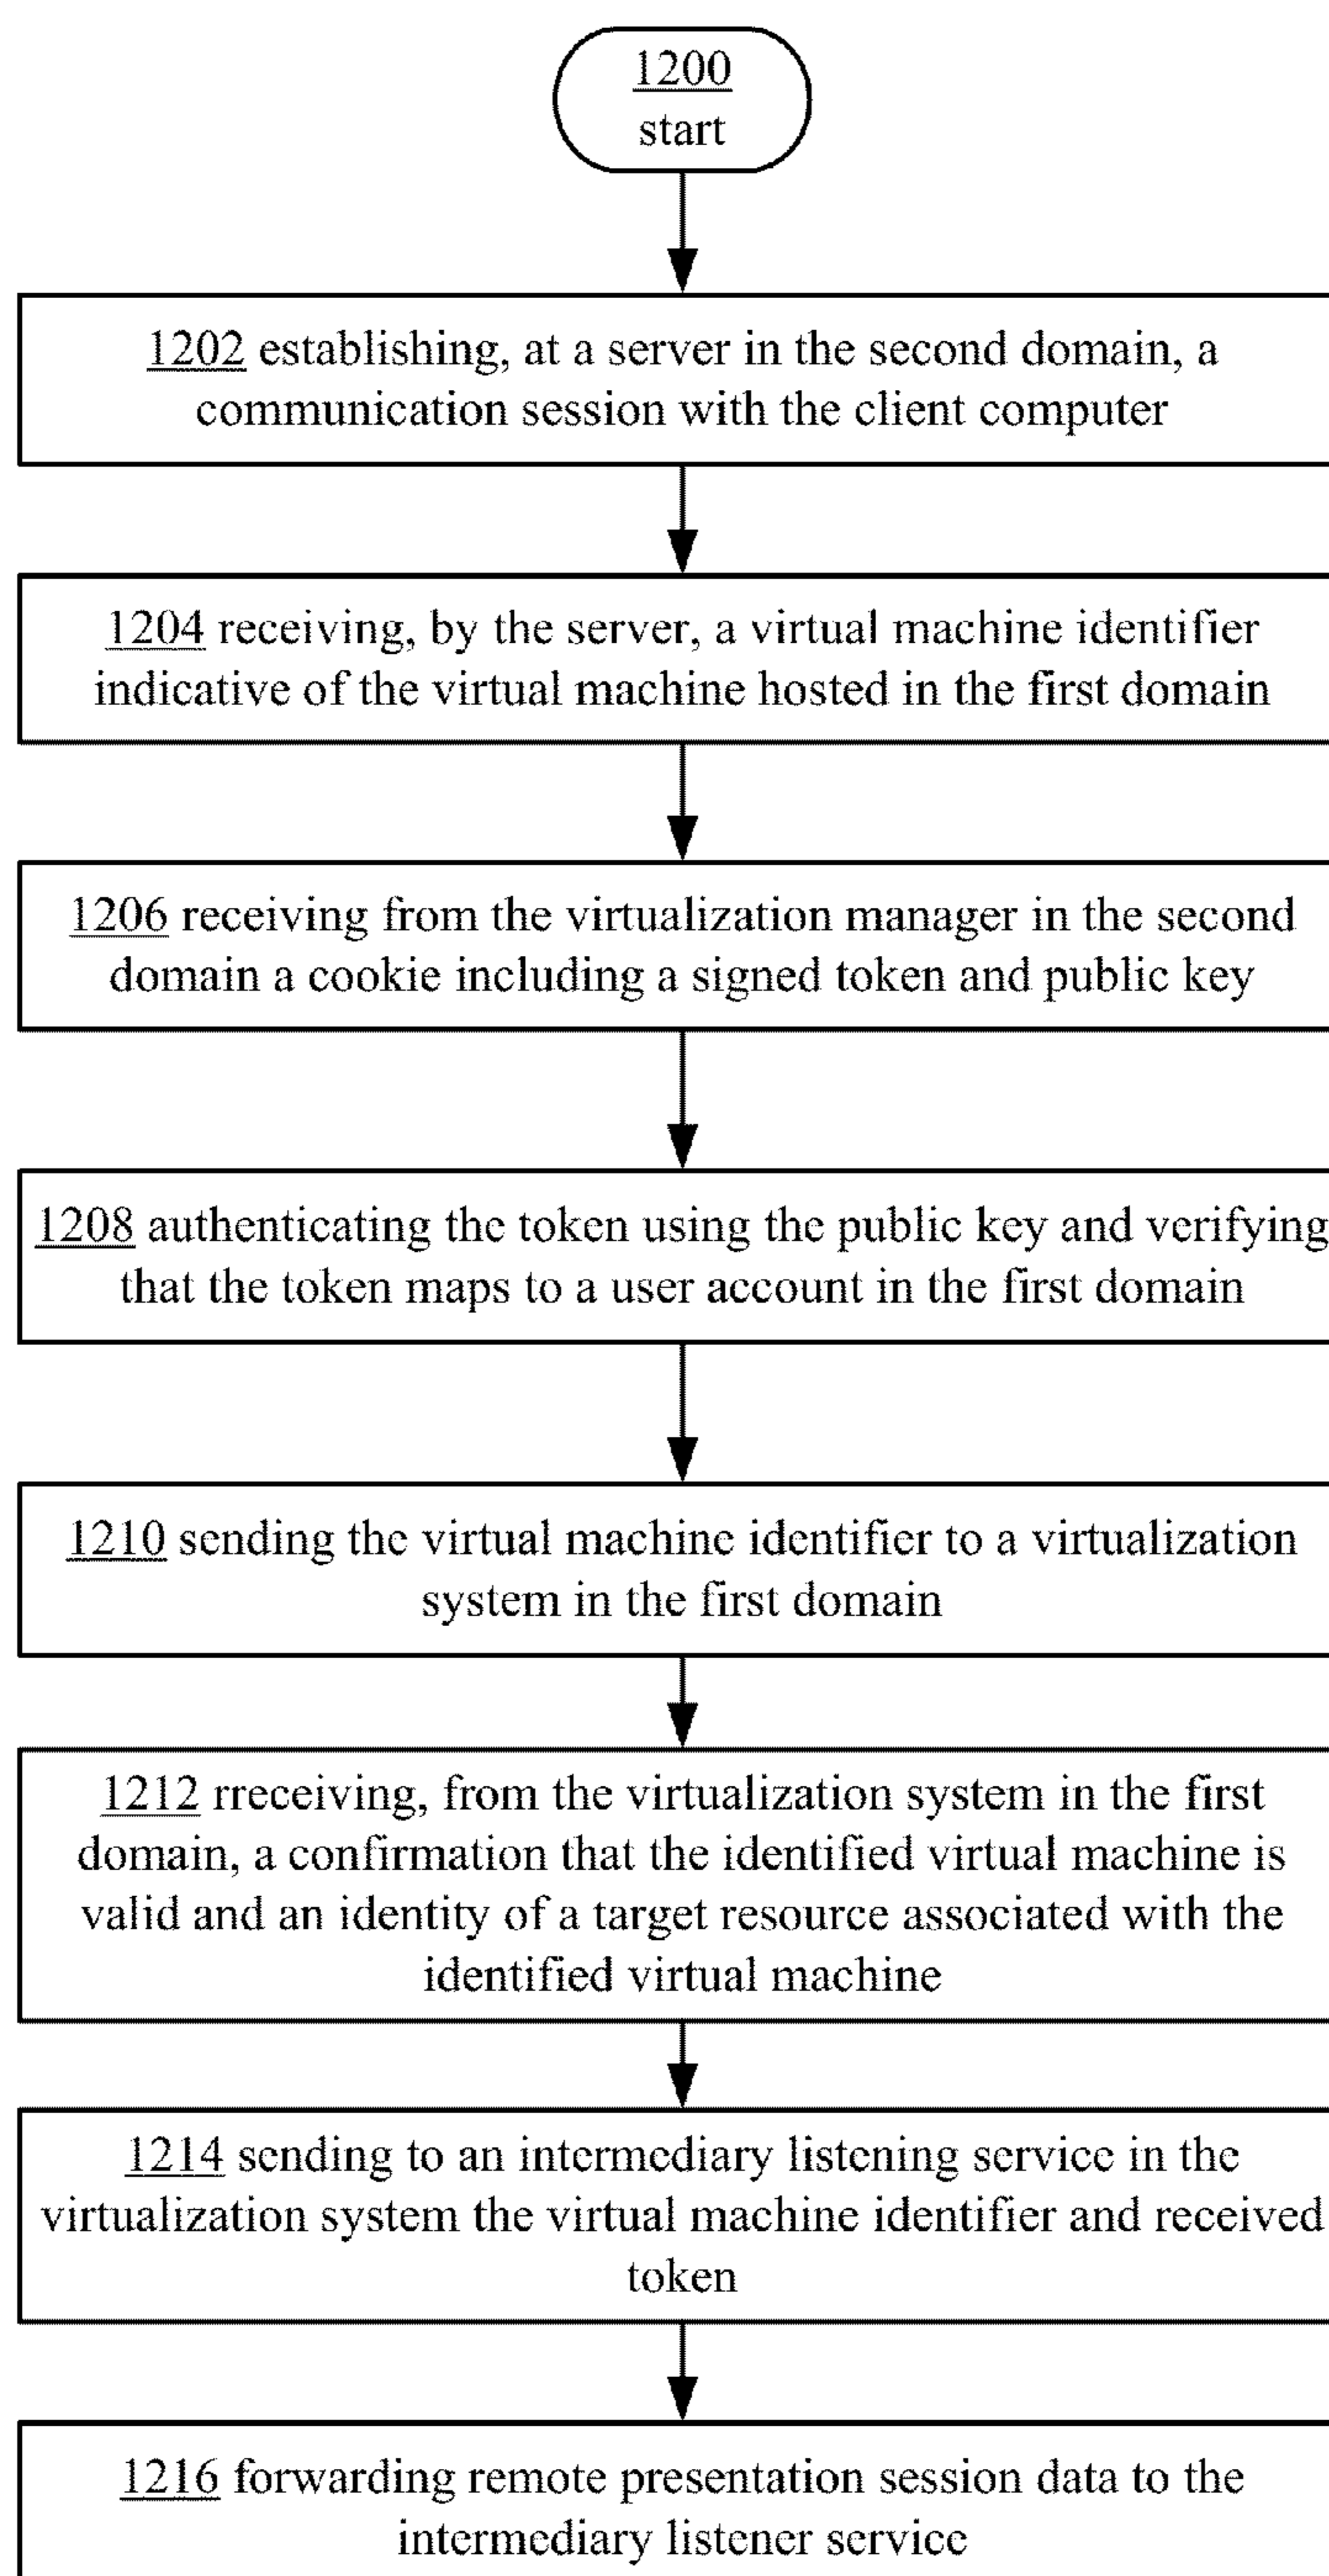 1200
start
1202 establishing, at a server in the second domain, a
communication session with the client computer
1204 receiving, by the server, a virtual machine identifier
indicative of the virtual machine hosted in the first domain
1206 receiving from the virtualization manager in the second
domain a cookie including a signed token and public key
1208 authenticating the token using the public key and verifying
that the token maps to a user account in the first domain
1210 sending the virtual machine identifier to a virtualization
system in the first domain
1212 rreceiving, from the virtualization system in the first
domain, a confirmation that the identified virtual machine is
valid and an identity of a target resource associated with the
identified virtual machine
1214 sending to an intermediary listening service in the
virtualization system the virtual machine identifier and received
token
1216 forwarding remote presentation session data to the
intermediary listener service